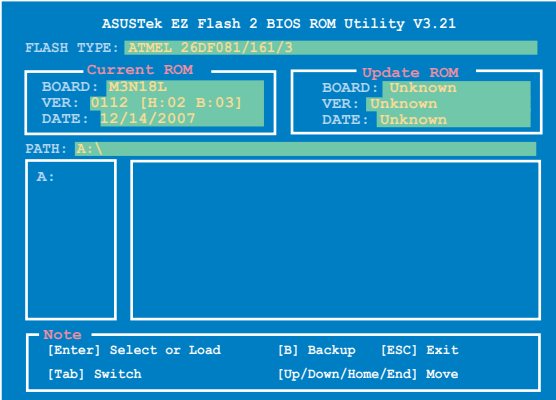 ASUSTek EZ Flash 2 BIOS ROM Utility V3.21
FLASH TYPE: ATMEL 26DF081/161/3
Current ROM
BOARD: M3N18L
VER: 0112 [H:02 B:03]
DATE: 12/14/2007
Update ROM
BOARD: Unknown
VER: Unknown
DATE: Unknown
PATH: A:\
A:
Note
[Enter] Select or Load [B] Backup [ESC] Exit
[Tab] Switch [Up/Down/Home/End] Move